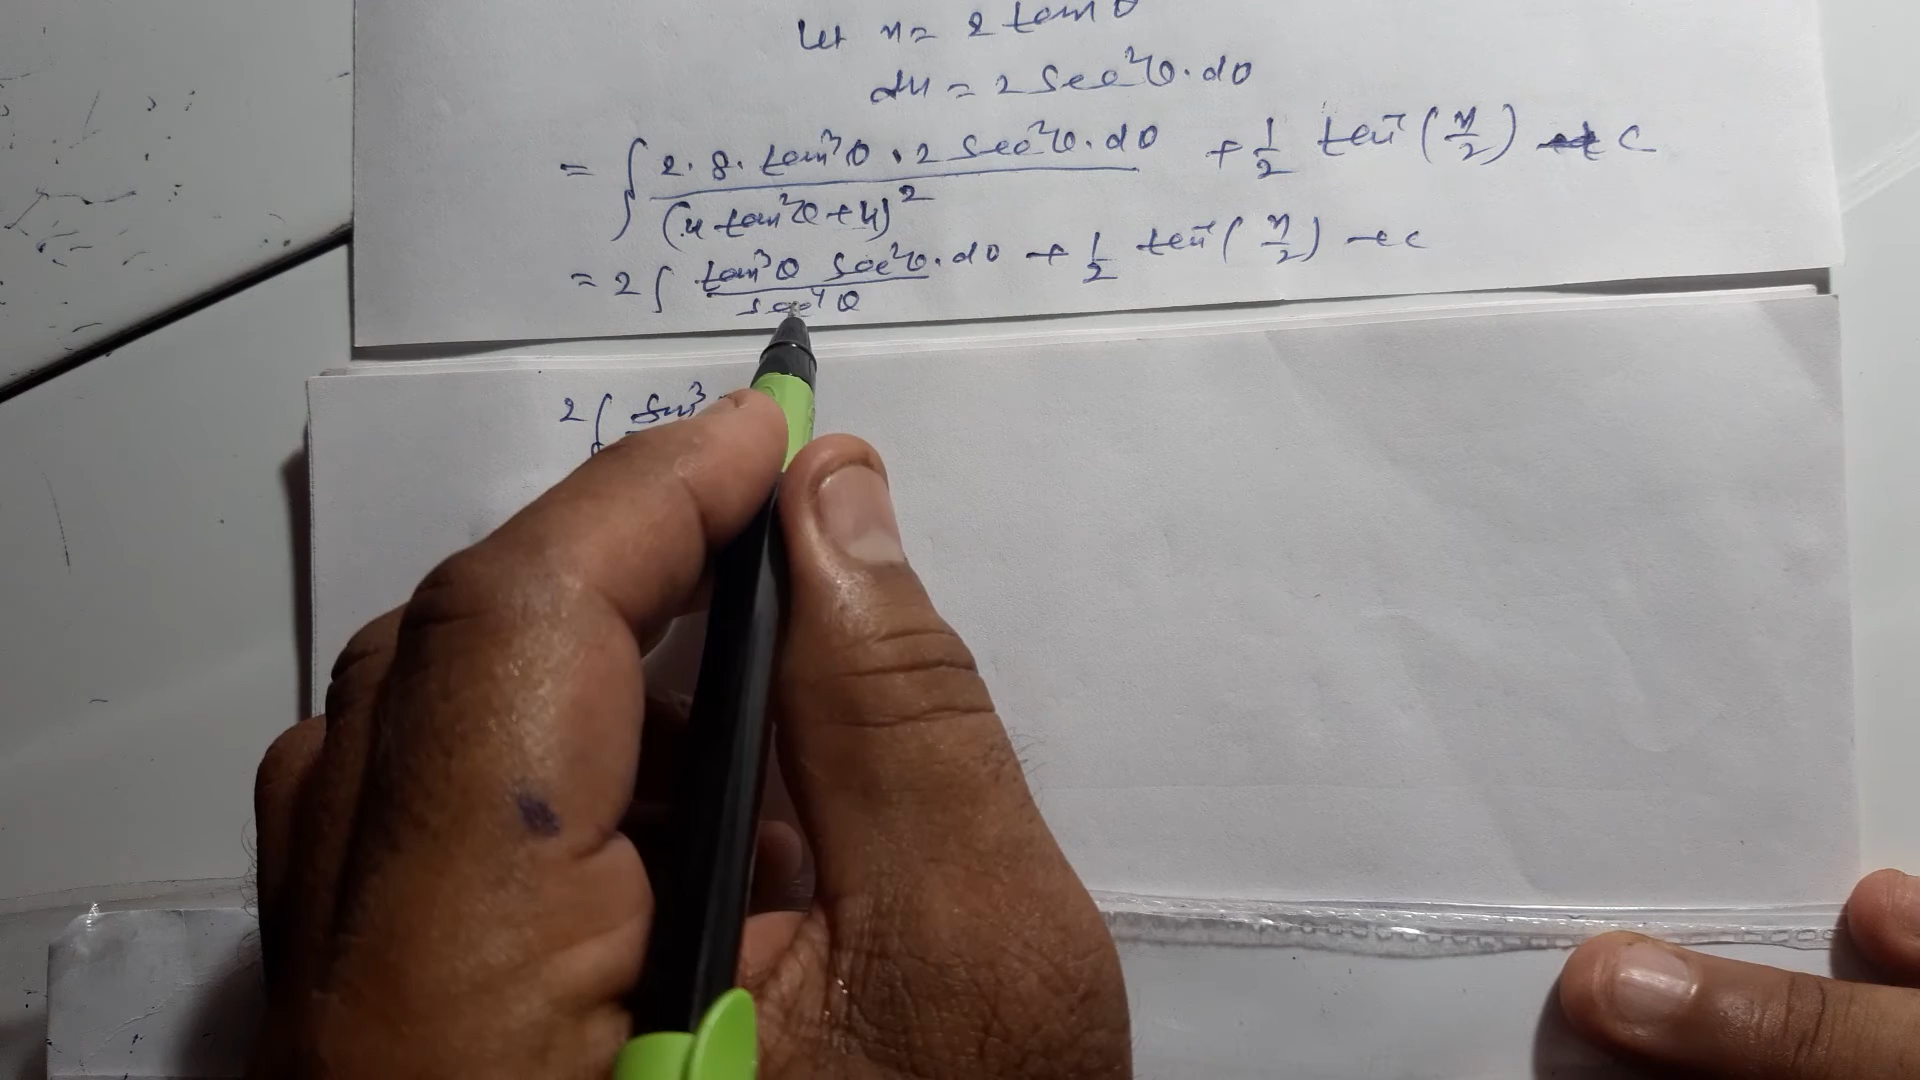 Let x = 2 tan θ
dx = 2 sec²θ. dθ
= ∫ 2. 8. tan³θ . 2 sec²θ. dθ / (4 tan²θ + 4)² + 1/2 tan⁻¹ (x/2) + C
= 2 ∫ tan³θ sec²θ. dθ / sec⁴θ + 1/2 tan⁻¹ (x/2) + C
2 ∫ sin³